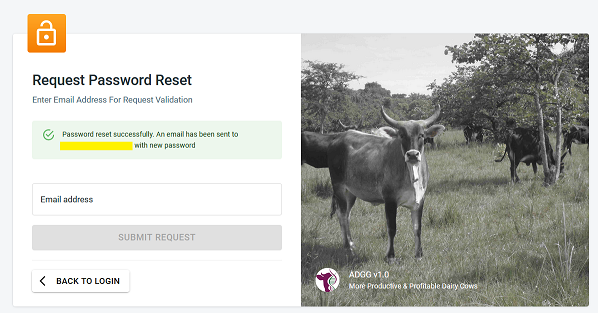 Request Password Reset
Enter Email Address For Request Validation
Password reset successfully. An email has been sent to
with new password
Email address
SUBMIT REQUEST
BACK TO LOGIN
ADGG v1.0
More Productive & Profitable Dairy Cows